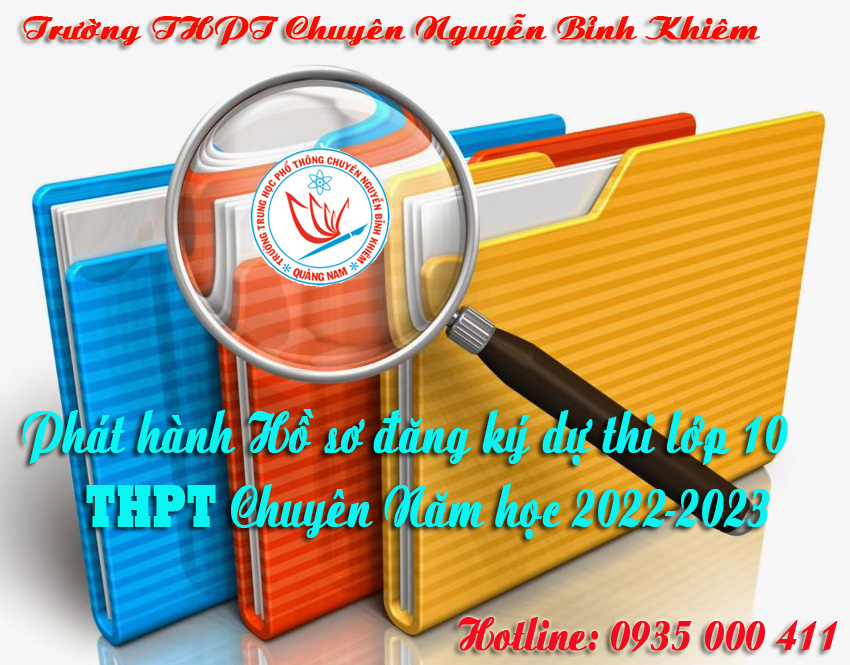 Trường THPT Chuyên Nguyễn Bỉnh Khiêm
TRƯỜNG TRUNG HỌC PHỔ THÔNG CHUYÊN NGUYỄN BỈNH KHIÊM
QUẢNG NAM
Phát hành Hồ sơ đăng ký dự thi lớp 10
THPT Chuyên Năm học 2022-2023
Hotline: 0935 000 411